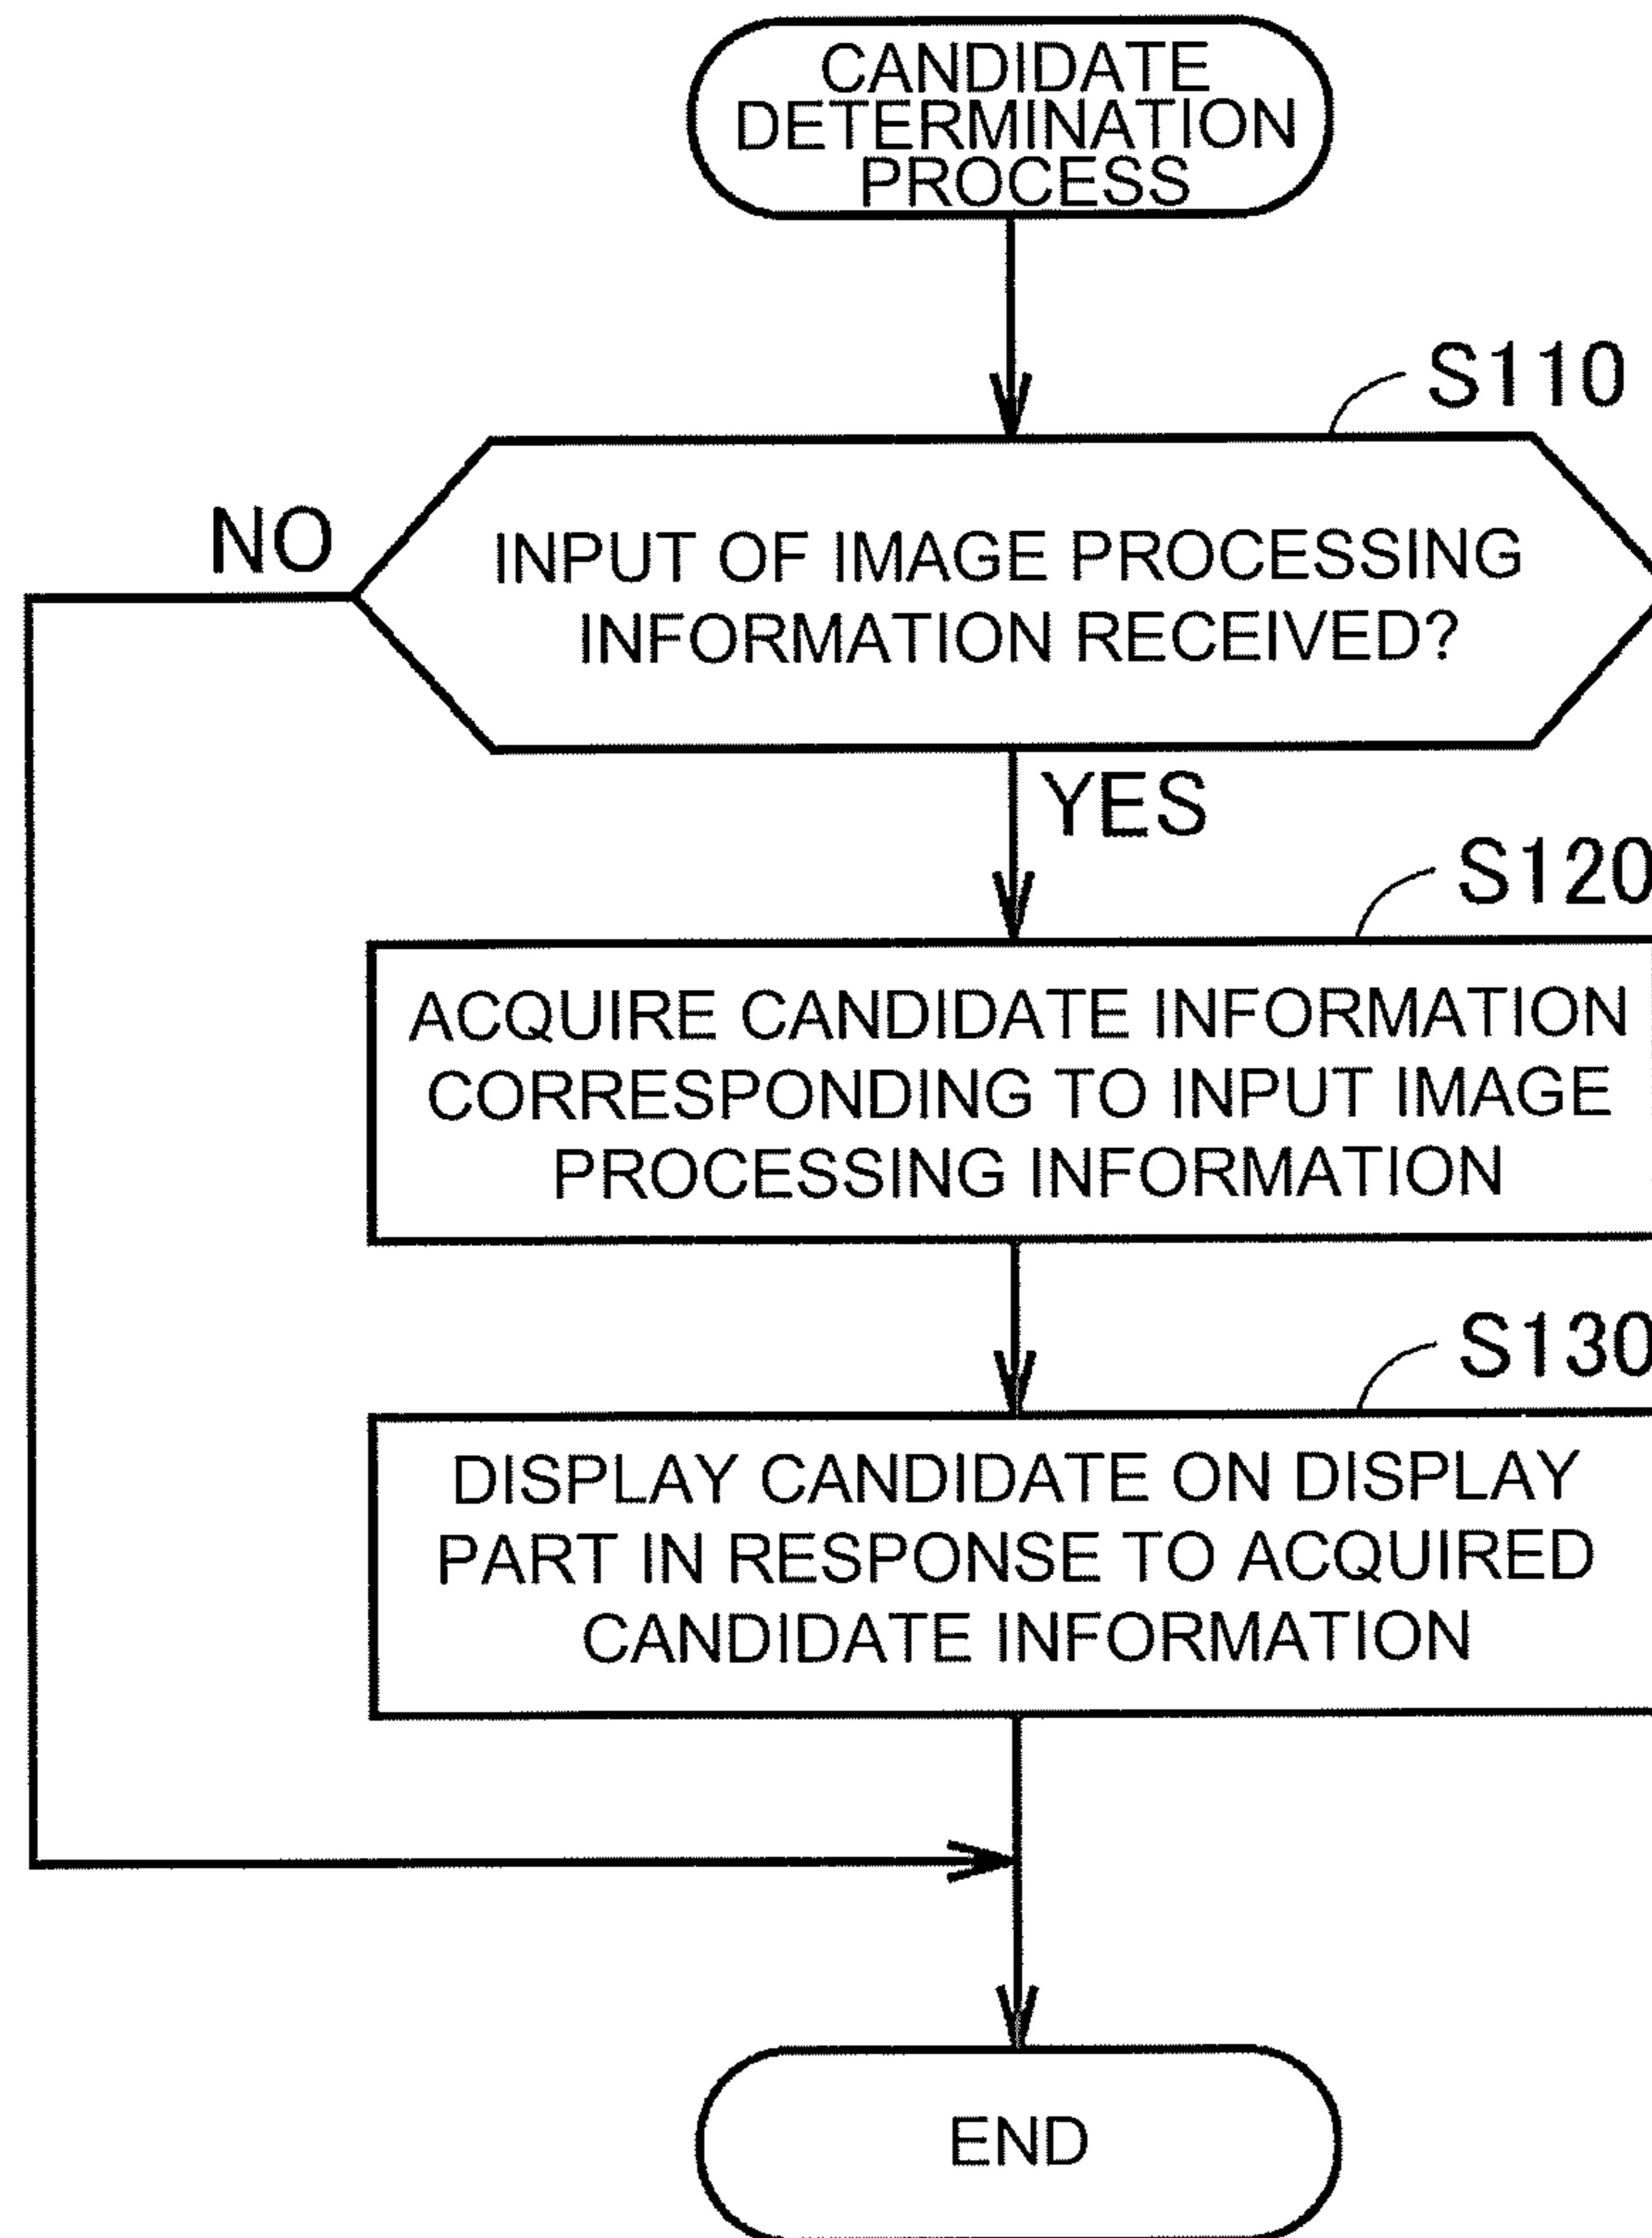 CANDIDATE
DETERMINATION
PROCESS
S110
NO
INPUT OF IMAGE PROCESSING
INFORMATION RECEIVED?
YES
S120
ACQUIRE CANDIDATE INFORMATION
CORRESPONDING TO INPUT IMAGE
PROCESSING INFORMATION
S130
DISPLAY CANDIDATE ON DISPLAY
PART IN RESPONSE TO ACQUIRED
CANDIDATE INFORMATION
END